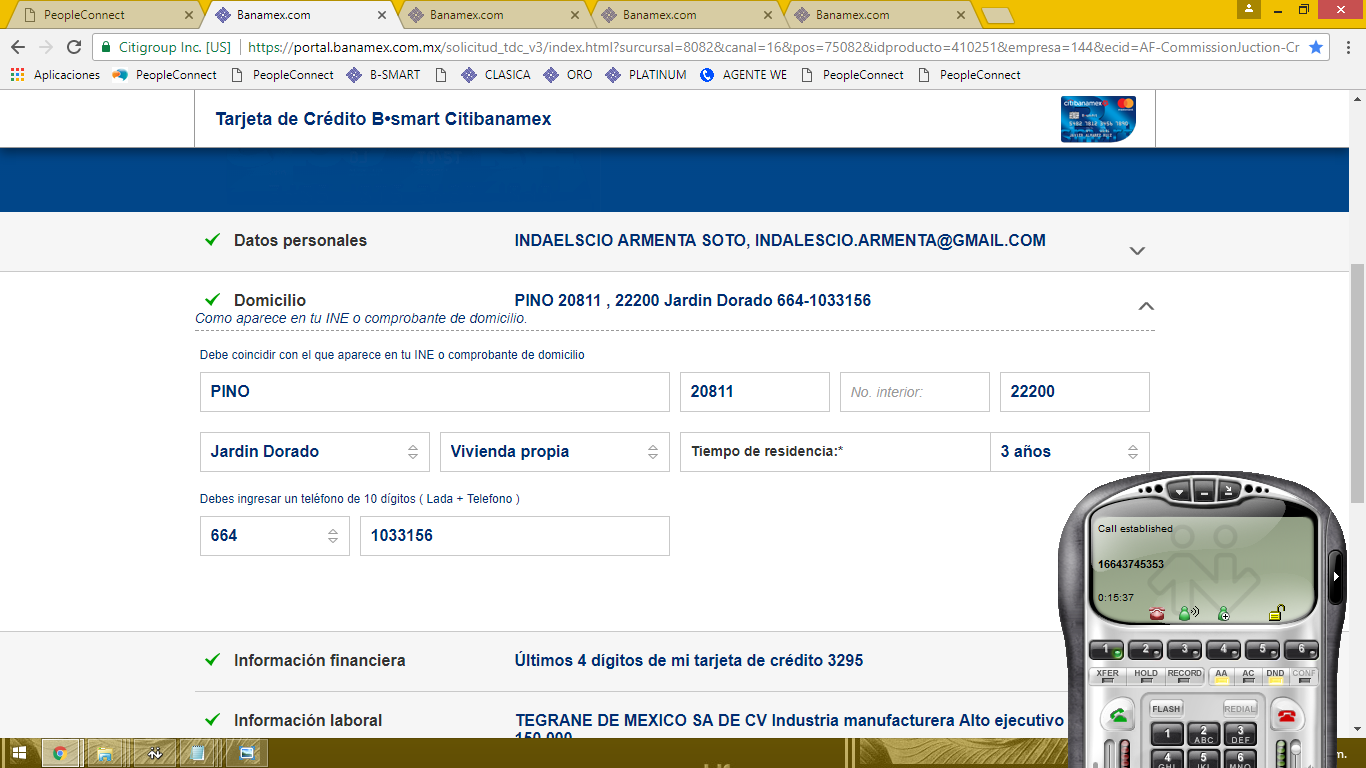 PeopleConnect
Banamex.com
Banamex.com
Banamex.com
Banamex.com
Citigroup Inc. [US] https://portal.banamex.com.mx/solicitud_tdc_v3/index.html?surcursal=8082&canal=16&pos=75082&idproducto=410251&empresa=144&ecid=AF-CommissionJuction-Cr
Aplicaciones PeopleConnect PeopleConnect B-SMART CLASICA ORO PLATINUM AGENTE WE PeopleConnect PeopleConnect
Tarjeta de Crédito B•smart Citibanamex
citibanamex
Datos personales INDAELSCIO ARMENTA SOTO, INDALESCIO.ARMENTA@GMAIL.COM
Domicilio PINO 20811 , 22200 Jardin Dorado 664-1033156
Como aparece en tu INE o comprobante de domicilio.
Debe coincidir con el que aparece en tu INE o comprobante de domicilio
PINO 20811 No. interior: 22200
Jardin Dorado Vivienda propia Tiempo de residencia:* 3 años
Debes ingresar un teléfono de 10 dígitos ( Lada + Telefono )
664 1033156
Call established
16643745353
0:15:37
1 2 3 4 5 6
XFER HOLD RECORD AA AC DND CONF
FLASH REDIAL
1 2 ABC 3 DEF
4 GHI 5 JKL 6 MNO
Información financiera Últimos 4 dígitos de mi tarjeta de crédito 3295
Información laboral TEGRANE DE MEXICO SA DE CV Industria manufacturera Alto ejecutivo
150,000
m.